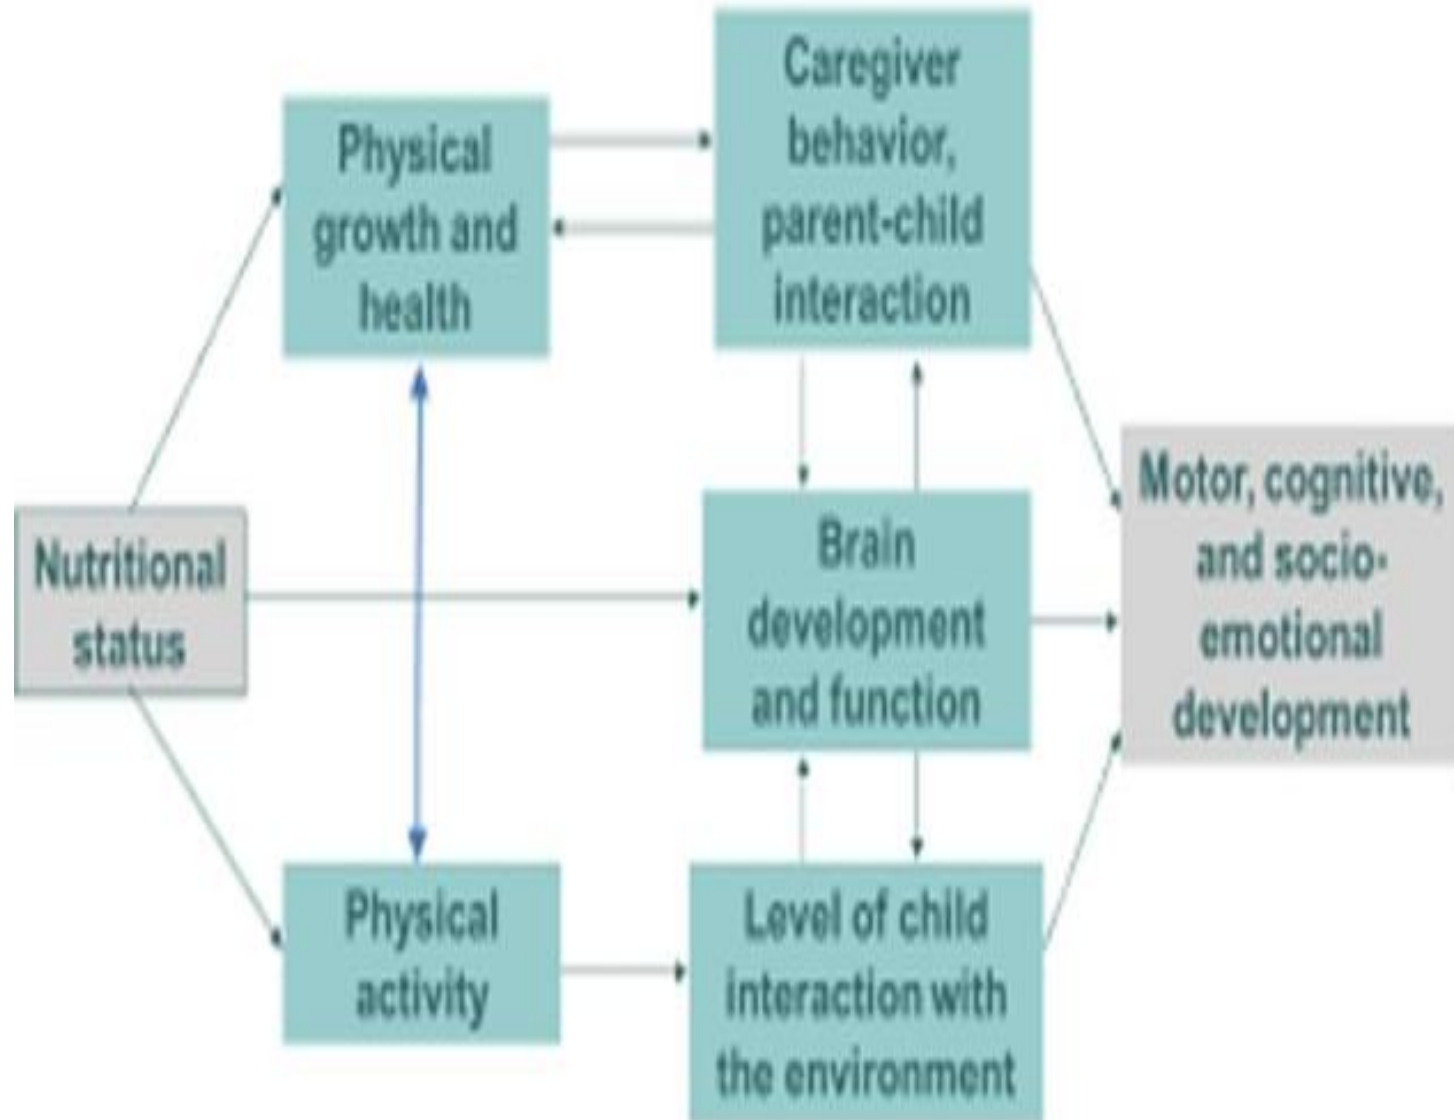 Caregiver
behavior,
parent-child
interaction
Physical
growth and
health
Motor, cognitive,
and socio-
emotional
development
Nutritional
status
Brain
development
and function
Physical
activity
Level of child
interaction with
the environment